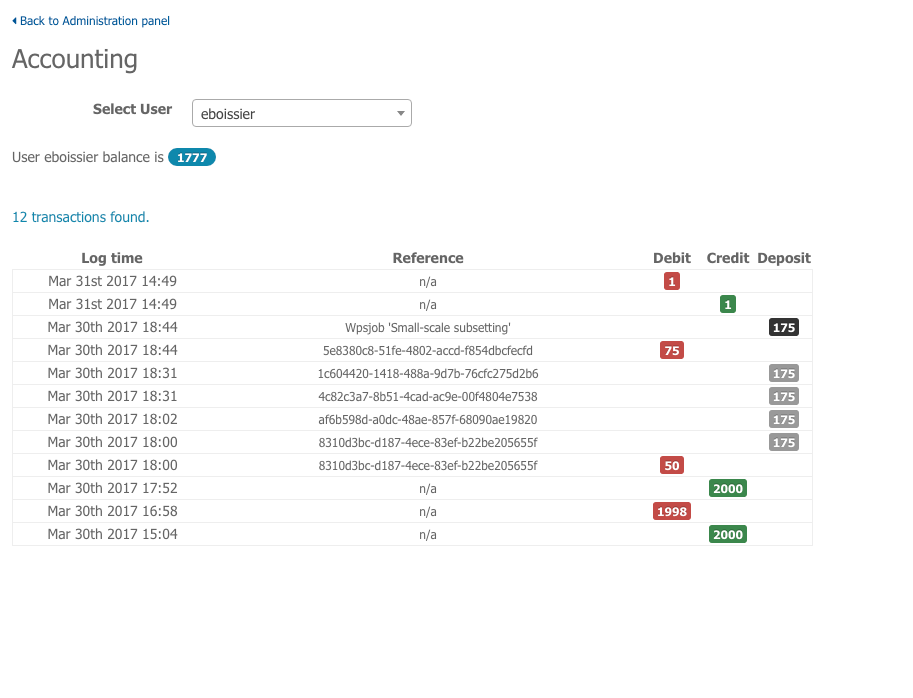 Back to Administration panel
Accounting
Select User eboissier
User eboissier balance is 1777
12 transactions found.
Log time Reference Debit Credit Deposit
Mar 31st 2017 14:49 n/a 1
Mar 31st 2017 14:49 n/a 1
Mar 30th 2017 18:44 Wpsjob 'Small-scale subsetting' 175
Mar 30th 2017 18:44 5e8380c8-51fe-4802-accd-f854dbcfecfd 75
Mar 30th 2017 18:31 1c604420-1418-488a-9d7b-76cfc275d2b6 175
Mar 30th 2017 18:31 4c82c3a7-8b51-4cad-ac9e-00f4804e7538 175
Mar 30th 2017 18:02 af6b598d-a0dc-48ae-857f-68090ae19820 175
Mar 30th 2017 18:00 8310d3bc-d187-4ece-83ef-b22be205655f 175
Mar 30th 2017 18:00 8310d3bc-d187-4ece-83ef-b22be205655f 50
Mar 30th 2017 17:52 n/a 2000
Mar 30th 2017 16:58 n/a 1998
Mar 30th 2017 15:04 n/a 2000